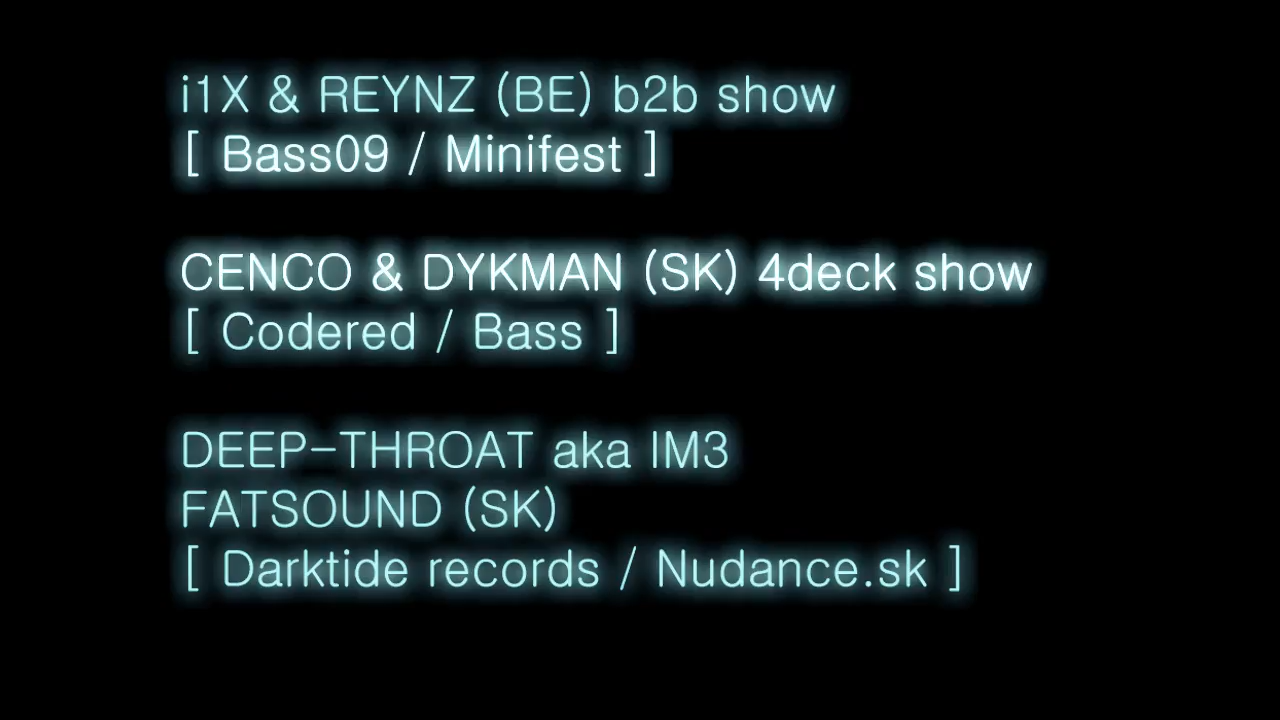 i1X & REYNZ (BE) b2b show
[ Bass09 / Minifest ]
CENCO & DYKMAN (SK) 4deck show
[ Codered / Bass ]
DEEP-THROAT aka IM3
FATSOUND (SK)
[ Darktide records / Nudance.sk ]